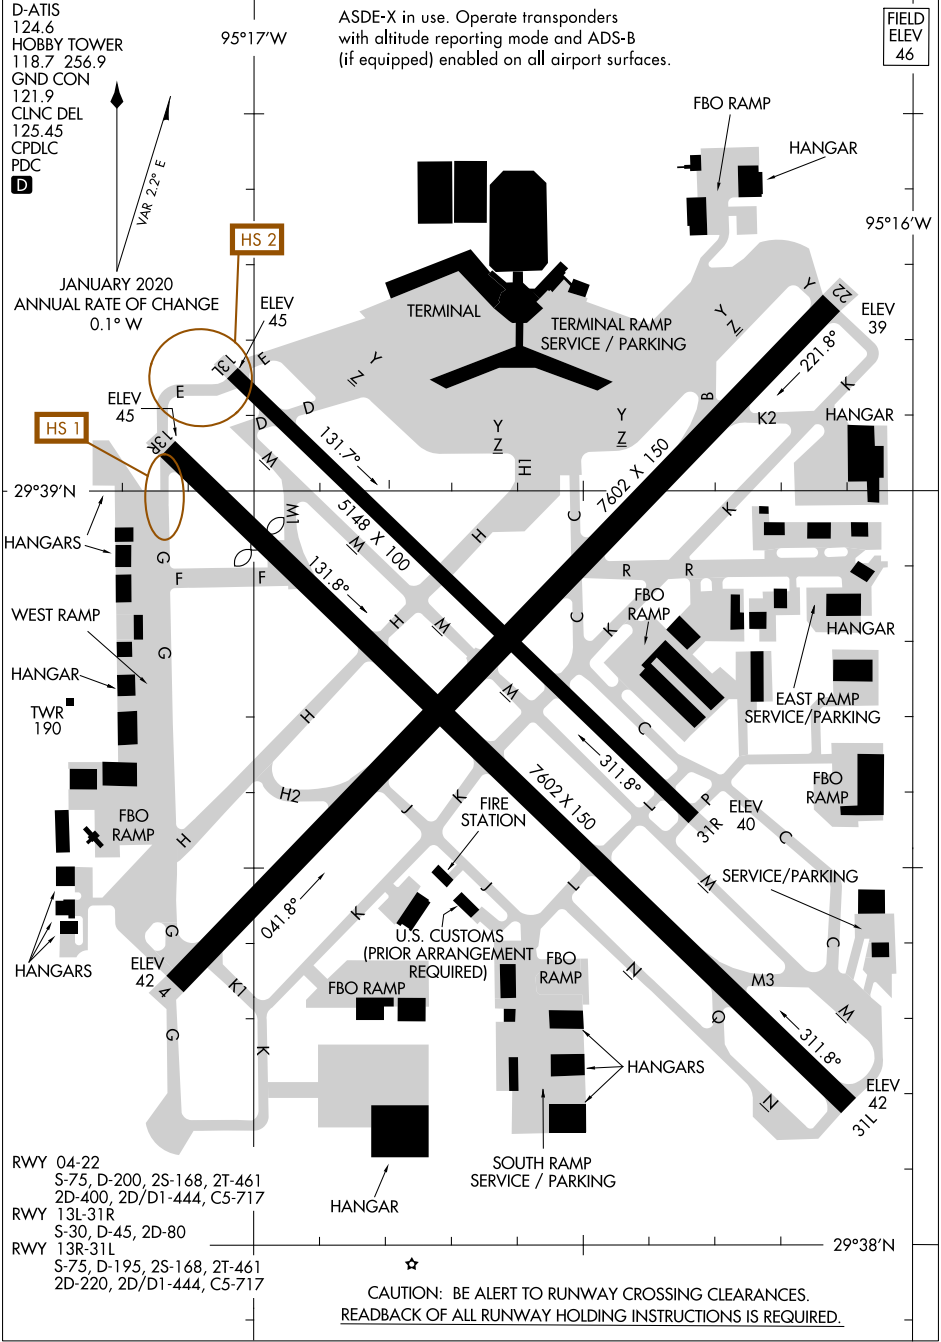 D-ATIS
124.6
HOBBY TOWER
118.7 256.9
GND CON
121.9
CLNC DEL
125.45
CPDLC
PDC
D
95°17'W
ASDE-X in use. Operate transponders
with altitude reporting mode and ADS-B
(if equipped) enabled on all airport surfaces.
FIELD
ELEV
46
VAR 2.2° E
JANUARY 2020
ANNUAL RATE OF CHANGE
0.1° W
FBO RAMP
HANGAR
95°16'W
HS 2
ELEV
45
TERMINAL
TERMINAL RAMP
SERVICE / PARKING
Y
22
ELEV
39
Y
Z
221.8°
K
13L
E
E
Y
Z
ELEV
45
HS 1
13R
D
D
M
131.7°
Y
Z
Y
Z
H1
B
K2
HANGAR
7602 X 150
29°39'N
HANGARS
M1
5148 X 100
M
C
K
H
G
F
F
131.8°
R
R
FBO
RAMP
WEST RAMP
H
M
C
K
HANGAR
G
HANGAR
TWR
190
M
EAST RAMP
SERVICE/PARKING
H
C
311.8°
7602 X 150
FBO
RAMP
H2
J
K
FIRE
STATION
L
P
31R
ELEV
40
FBO
RAMP
H
C
J
L
M
SERVICE/PARKING
041.8°
K
HANGARS
G
U.S. CUSTOMS
(PRIOR ARRANGEMENT
REQUIRED)
FBO
RAMP
C
ELEV
42
4
K1
FBO RAMP
N
M3
M
G
K
Q
311.8°
HANGARS
N
ELEV
42
31L
RWY 04-22
S-75, D-200, 2S-168, 2T-461
2D-400, 2D/D1-444, C5-717
RWY 13L-31R
S-30, D-45, 2D-80
RWY 13R-31L
S-75, D-195, 2S-168, 2T-461
2D-220, 2D/D1-444, C5-717
HANGAR
SOUTH RAMP
SERVICE / PARKING
29°38'N
CAUTION: BE ALERT TO RUNWAY CROSSING CLEARANCES.
READBACK OF ALL RUNWAY HOLDING INSTRUCTIONS IS REQUIRED.